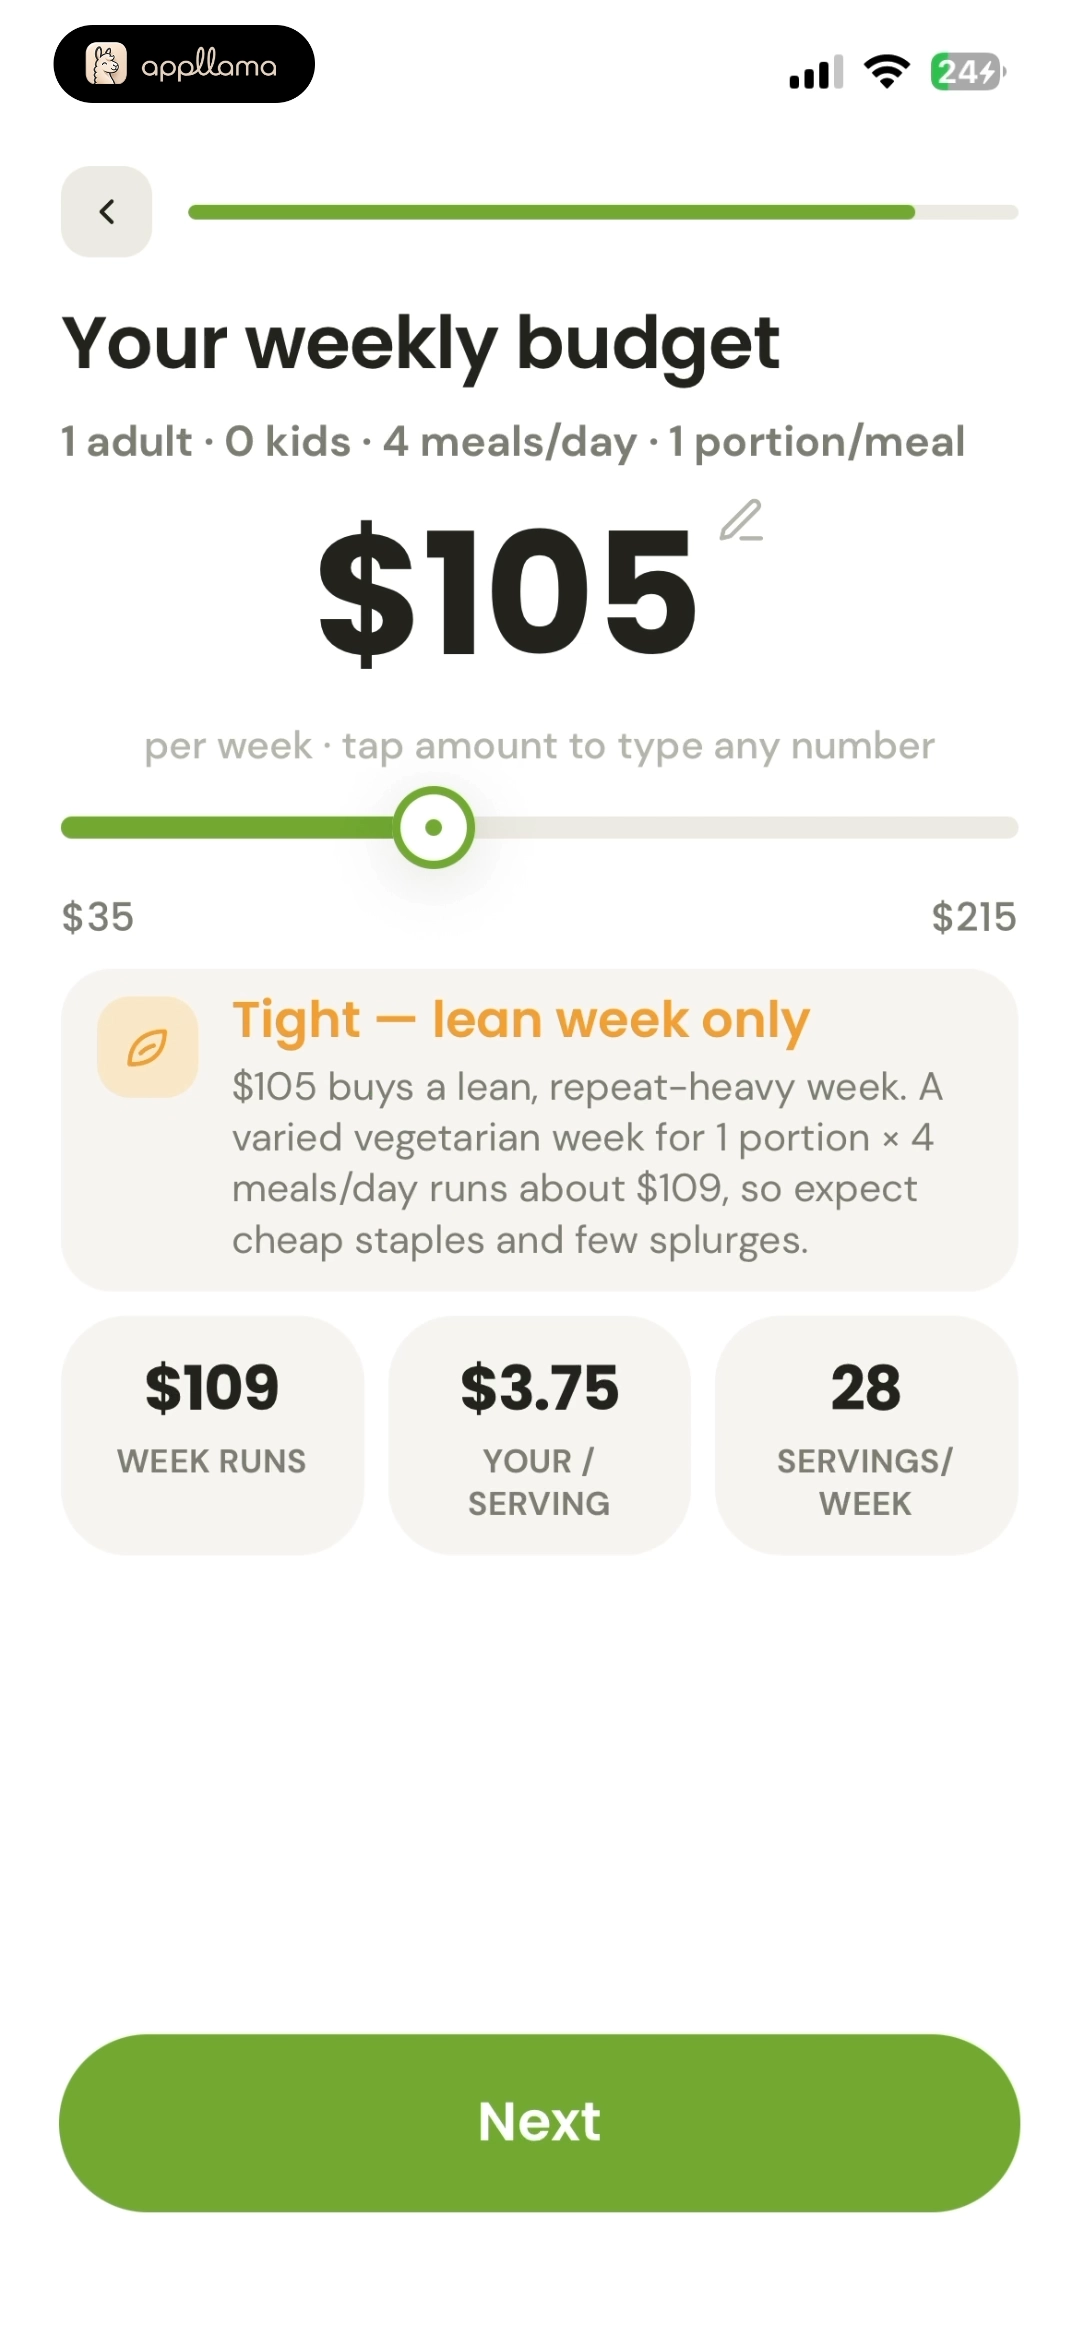 appllama
24
Your weekly budget
1 adult · 0 kids · 4 meals/day · 1 portion/meal
$105
per week · tap amount to type any number
$35
$215
Tight — lean week only
$105 buys a lean, repeat-heavy week. A
varied vegetarian week for 1 portion × 4
meals/day runs about $109, so expect
cheap staples and few splurges.
$109
WEEK RUNS
$3.75
YOUR /
SERVING
28
SERVINGS/
WEEK
Next